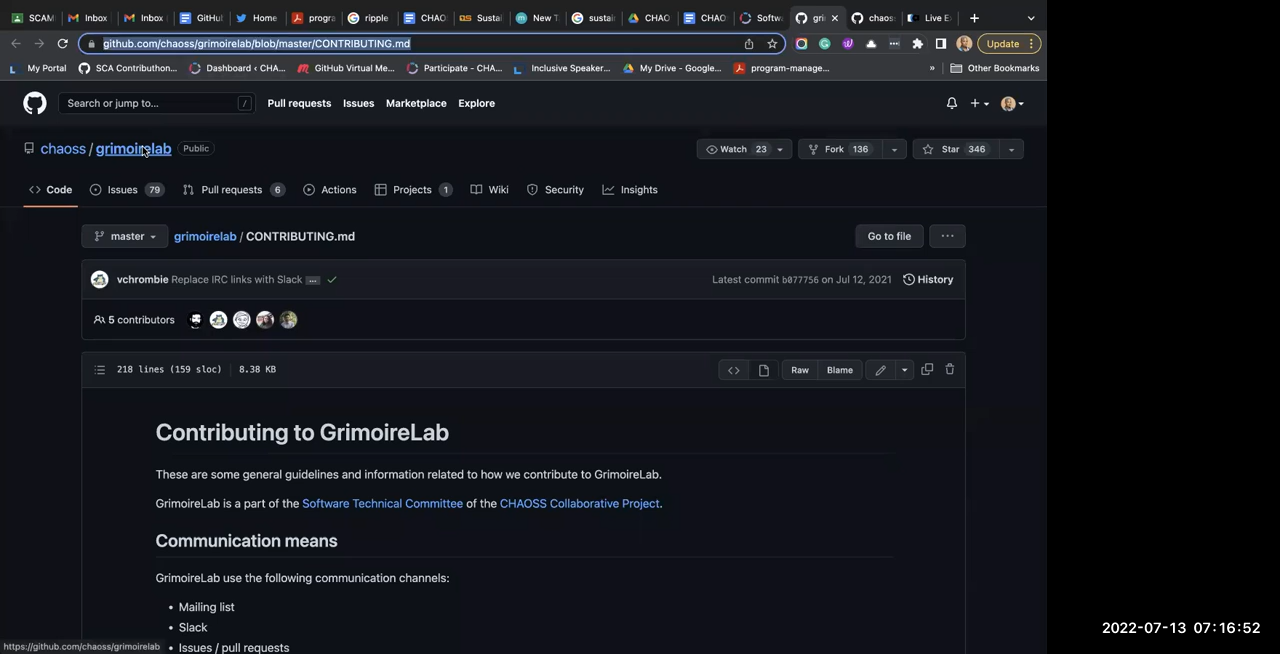 SCAM Inbox Inbox GitHu Home progra ripple CHAO Sustai New T sustai CHAO CHAO Softwa gri chaos Live E
github.com/chaoss/grimoirelab/blob/master/CONTRIBUTING.md Update
My Portal SCA Contributhon... Dashboard ‹ CHA... GitHub Virtual Me... Participate - CHA... Inclusive Speaker... My Drive - Google... program-manage... » Other Bookmarks
Search or jump to... / Pull requests Issues Marketplace Explore
chaoss / grimoirelab Public Watch 23 Fork 136 Star 346
Code Issues 79 Pull requests 6 Actions Projects 1 Wiki Security Insights
master grimoirelab / CONTRIBUTING.md Go to file ...
vchrombie Replace IRC links with Slack ... Latest commit b077756 on Jul 12, 2021 History
5 contributors
218 lines (159 sloc) 8.38 KB Raw Blame
Contributing to GrimoireLab
These are some general guidelines and information related to how we contribute to GrimoireLab.
GrimoireLab is a part of the Software Technical Committee of the CHAOSS Collaborative Project.
Communication means
GrimoireLab use the following communication channels:
• Mailing list
• Slack
• Issues / pull requests
https://github.com/chaoss/grimoirelab
2022-07-13 07:16:52